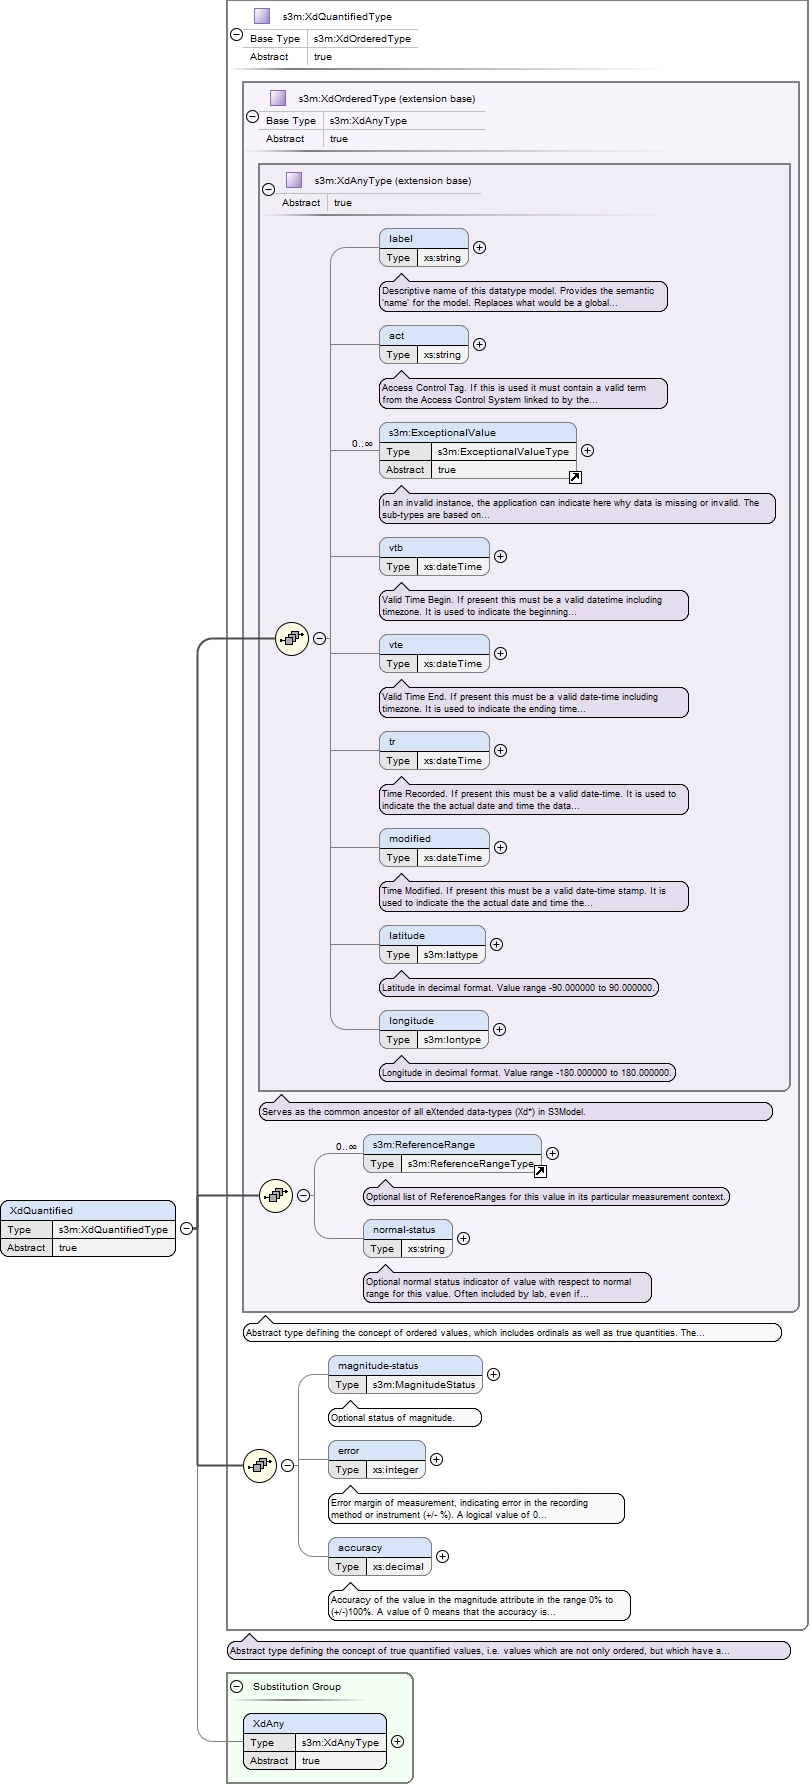 s3m:XdQuantifiedType
Base Type s3m:XdOrderedType
Abstract true
s3m:XdOrderedType (extension base)
Base Type s3m:XdAnyType
Abstract true
s3m:XdAnyType (extension base)
Abstract true
label
Type xs:string
Descriptive name of this datatype model. Provides the semantic
'name' for the model. Replaces what would be a global...
act
Type xs:string
Access Control Tag. If this is used it must contain a valid term
from the Access Control System linked to by the...
s3m:ExceptionalValue
0..∞
Type s3m:ExceptionalValueType
Abstract true
In an invalid instance, the application can indicate here why data is missing or invalid. The
sub-types are based on...
vtb
Type xs:dateTime
Valid Time Begin. If present this must be a valid datetime including
timezone. It is used to indicate the beginning...
vte
Type xs:dateTime
Valid Time End. If present this must be a valid date-time including
timezone. It is used to indicate the ending time...
tr
Type xs:dateTime
Time Recorded. If present this must be a valid date-time. It is used to
indicate the the actual date and time the data...
modified
Type xs:dateTime
Time Modified. If present this must be a valid date-time stamp. It is
used to indicate the the actual date and time the...
latitude
Type s3m:lattype
Latitude in decimal format. Value range -90.000000 to 90.000000.
longitude
Type s3m:lontype
Longitude in decimal format. Value range -180.000000 to 180.000000.
Serves as the common ancestor of all eXtended data-types (Xd*) in S3Model.
s3m:ReferenceRange
0..∞
Type s3m:ReferenceRangeType
Optional list of ReferenceRanges for this value in its particular measurement context.
XdQuantified
Type s3m:XdQuantifiedType
Abstract true
normal-status
Type xs:string
Optional normal status indicator of value with respect to normal
range for this value. Often included by lab, even if...
Abstract type defining the concept of ordered values, which includes ordinals as well as true quantities. The...
magnitude-status
Type s3m:MagnitudeStatus
Optional status of magnitude.
error
Type xs:integer
Error margin of measurement, indicating error in the recording
method or instrument (+/- %). A logical value of 0...
accuracy
Type xs:decimal
Accuracy of the value in the magnitude attribute in the range 0% to
(+/-)100%. A value of 0 means that the accuracy is...
Abstract type defining the concept of true quantified values, i.e. values which are not only ordered, but which have a...
Substitution Group
XdAny
Type s3m:XdAnyType
Abstract true